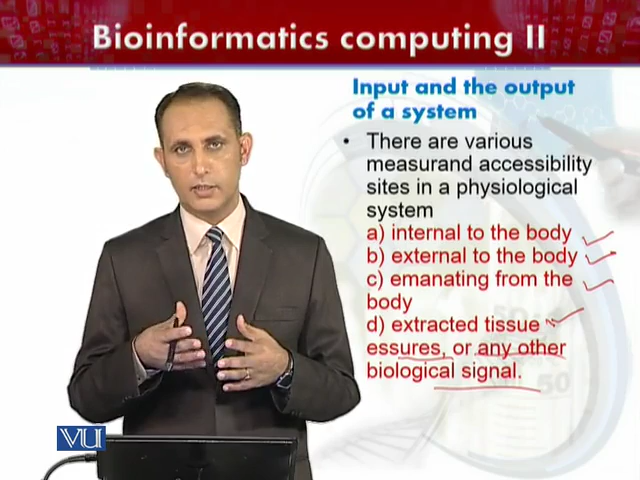 Bioinformatics computing II
Input and the output
of a system
• There are various
measurand accessibility
sites in a physiological
system
a) internal to the body
b) external to the body
c) emanating from the
body
d) extracted tissue
essures, or any other
biological signal.
VU